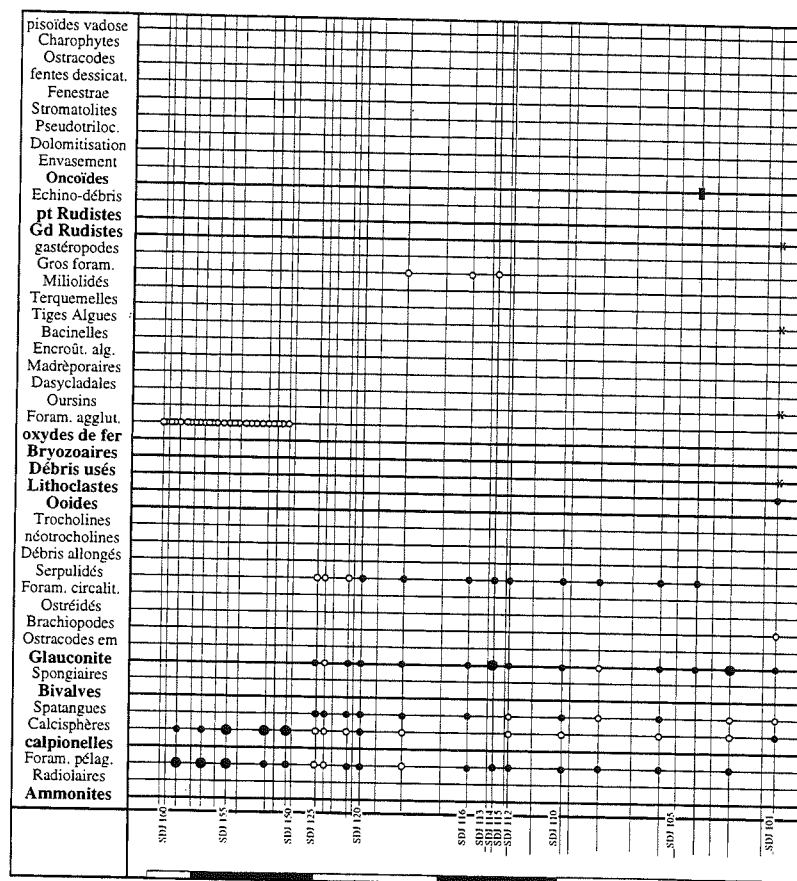 pisoïdes vadose
Charophytes
Ostracodes
fentes dessicat.
Fenestrae
Stromatolites
Pseudotriloc.
Dolomitisation
Envasement
Oncoïdes
Echino-débris
pt Rudistes
Gd Rudistes
gastéropodes
Gros foram.
Miliolidés
Terquemelles
Tiges Algues
Bacinelles
Encroût. alg.
Madrèporaires
Dasycladales
Oursins
Foram. agglut.
oxydes de fer
Bryozoaires
Débris usés
Lithoclastes
Ooides
Trocholines
néotrocholines
Débris allongés
Serpulidés
Foram. circalit.
Ostréidés
Brachiopodes
Ostracodes em
Glauconite
Spongiaires
Bivalves
Spatangues
Calcisphères
calpionelles
Foram. pélag.
Radiolaires
Ammonites
SDJ 160
SDJ 155
SDJ 150
SDJ 125
SDJ 120
SDJ 116
SDJ 113
SDJ 114
SDJ 115
SDJ 112
SDJ 110
SDJ 105
SDJ 101